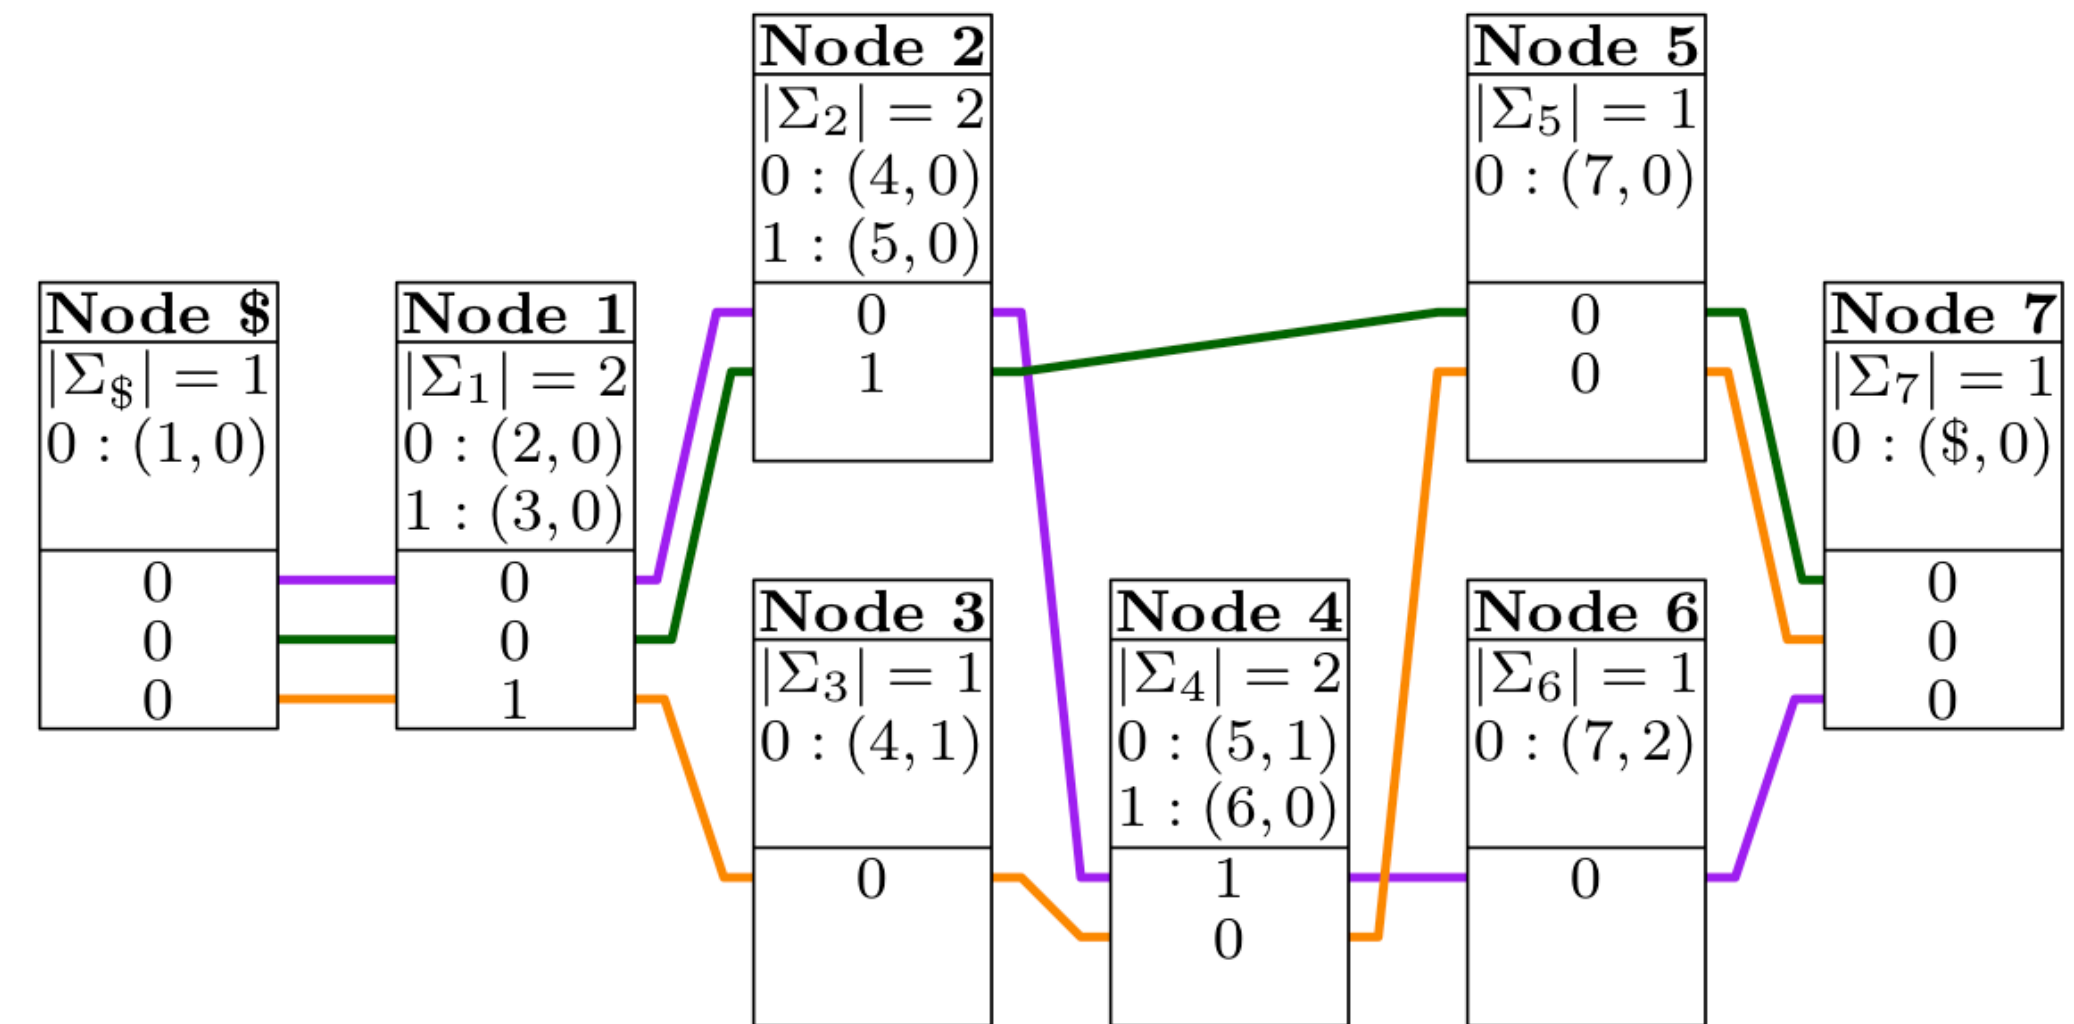 Node $
|Σ$| = 1
0 : (1, 0)
0
0
0
Node 1
|Σ1| = 2
0 : (2, 0)
1 : (3, 0)
0
0
1
Node 2
|Σ2| = 2
0 : (4, 0)
1 : (5, 0)
0
1
Node 3
|Σ3| = 1
0 : (4, 1)
0
Node 4
|Σ4| = 2
0 : (5, 1)
1 : (6, 0)
1
0
Node 5
|Σ5| = 1
0 : (7, 0)
0
0
Node 6
|Σ6| = 1
0 : (7, 2)
0
Node 7
|Σ7| = 1
0 : ($, 0)
0
0
0